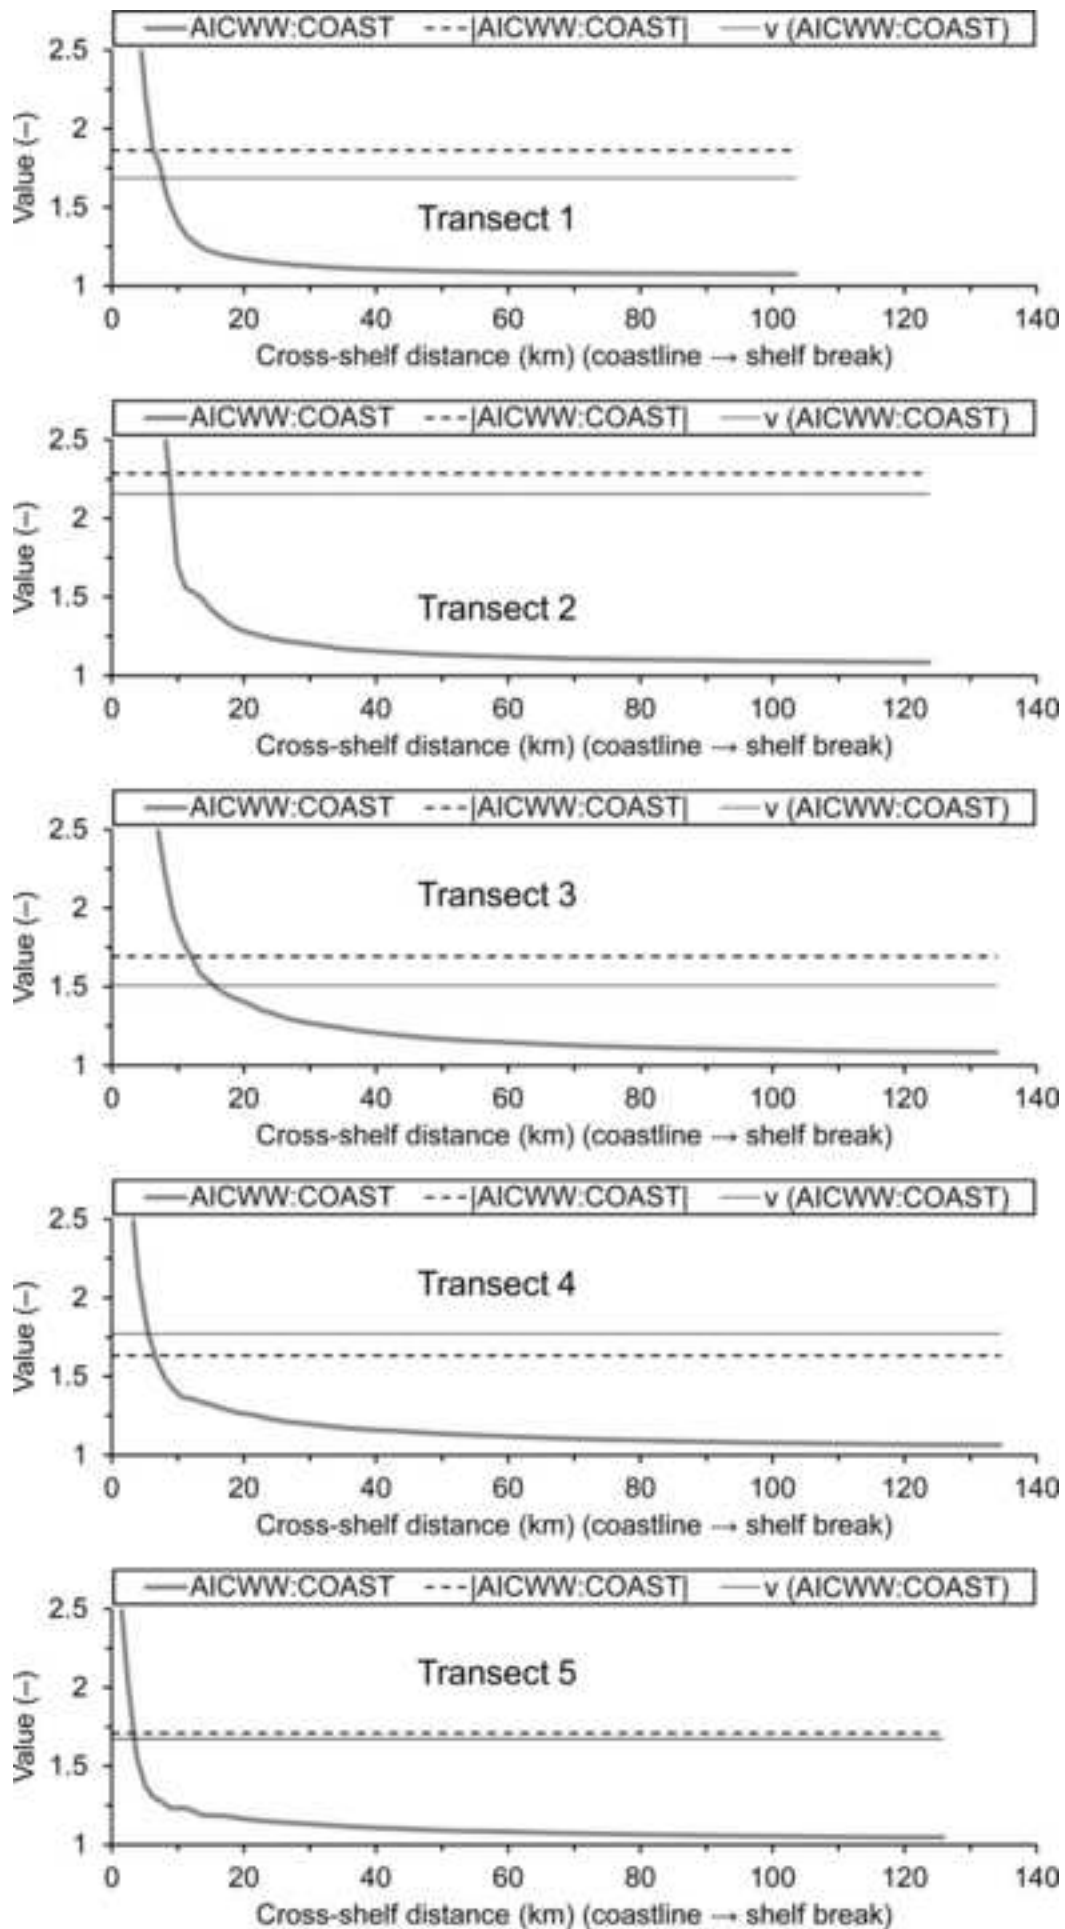 AICWW:COAST |AICWW:COAST| v (AICWW:COAST)
2.5
2
1.5
1
Value (–)
Transect 1
0 20 40 60 80 100 120 140
Cross-shelf distance (km) (coastline → shelf break)
AICWW:COAST |AICWW:COAST| v (AICWW:COAST)
2.5
2
1.5
1
Value (–)
Transect 2
0 20 40 60 80 100 120 140
Cross-shelf distance (km) (coastline → shelf break)
AICWW:COAST |AICWW:COAST| v (AICWW:COAST)
2.5
2
1.5
1
Value (–)
Transect 3
0 20 40 60 80 100 120 140
Cross-shelf distance (km) (coastline → shelf break)
AICWW:COAST |AICWW:COAST| v (AICWW:COAST)
2.5
2
1.5
1
Value (–)
Transect 4
0 20 40 60 80 100 120 140
Cross-shelf distance (km) (coastline → shelf break)
AICWW:COAST |AICWW:COAST| v (AICWW:COAST)
2.5
2
1.5
1
Value (–)
Transect 5
0 20 40 60 80 100 120 140
Cross-shelf distance (km) (coastline → shelf break)